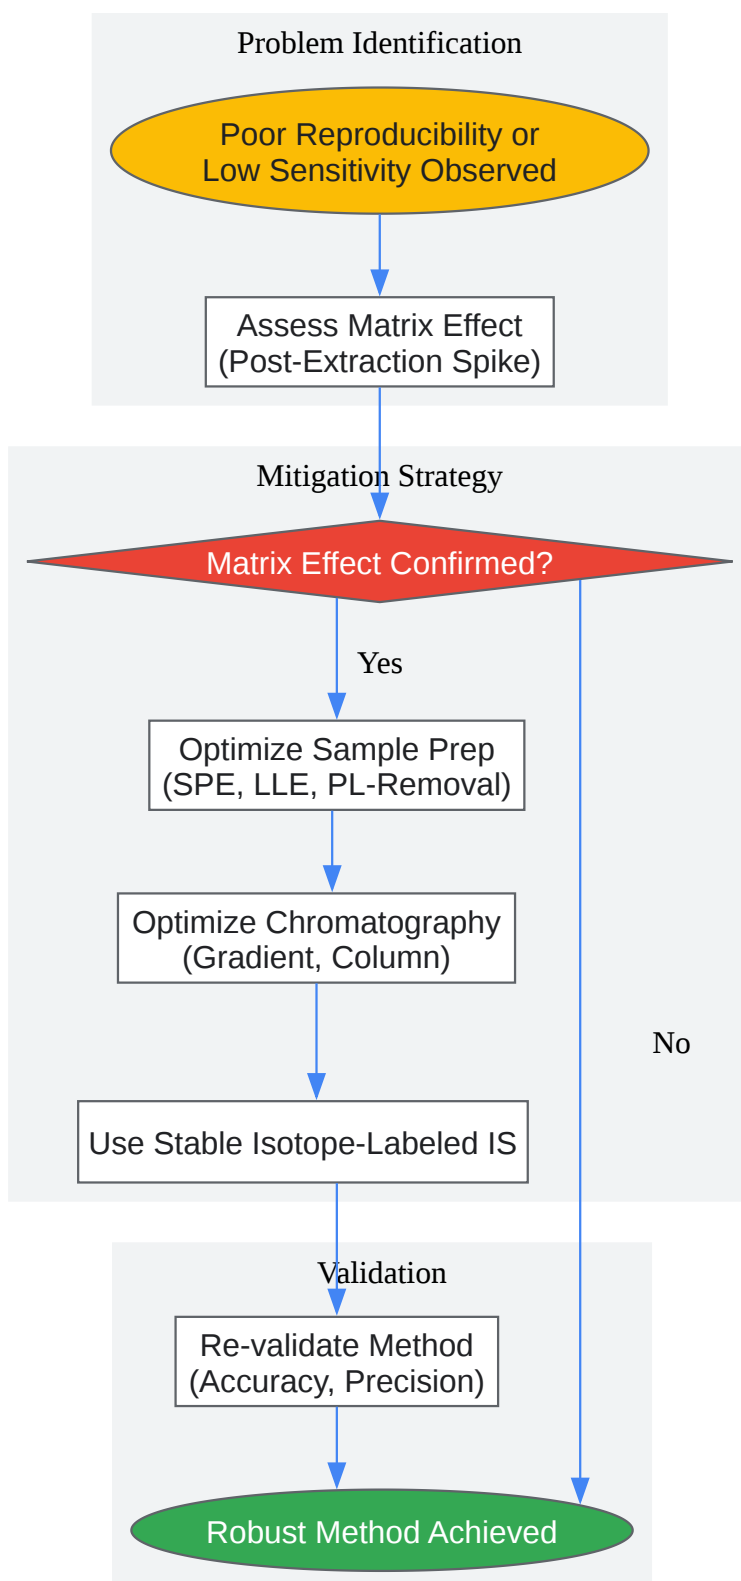 Problem Identification
Poor Reproducibility or
Low Sensitivity Observed
Assess Matrix Effect
(Post-Extraction Spike)
Mitigation Strategy
Matrix Effect Confirmed?
Yes
Optimize Sample Prep
(SPE, LLE, PL-Removal)
Optimize Chromatography
(Gradient, Column)
No
Use Stable Isotope-Labeled IS
Validation
Re-validate Method
(Accuracy, Precision)
Robust Method Achieved